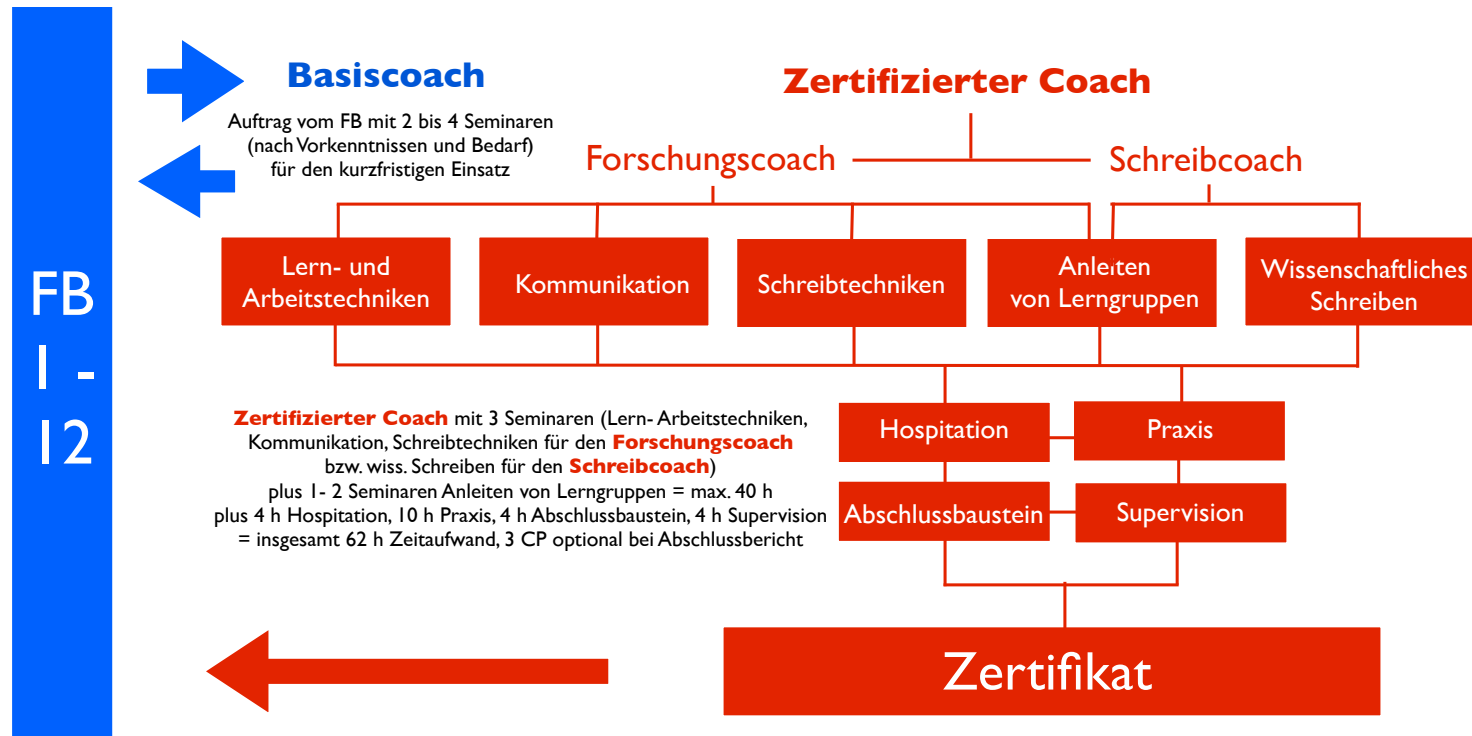 FB
1 -
12
Basiscoach
Auftrag vom FB mit 2 bis 4 Seminaren
(nach Vorkenntnissen und Bedarf)
für den kurzfristigen Einsatz
Zertifizierter Coach
Forschungscoach
Schreibcoach
Lern- und
Arbeitstechniken
Kommunikation
Schreibtechniken
Anleiten
von Lerngruppen
Wissenschaftliches
Schreiben
Zertifizierter Coach mit 3 Seminaren (Lern- Arbeitstechniken,
Kommunikation, Schreibtechniken für den Forschungscoach
bzw. wiss. Schreiben für den Schreibcoach)
plus 1- 2 Seminaren Anleiten von Lerngruppen = max. 40 h
plus 4 h Hospitation, 10 h Praxis, 4 h Abschlussbaustein, 4 h Supervision
= insgesamt 62 h Zeitaufwand, 3 CP optional bei Abschlussbericht
Hospitation
Praxis
Abschlussbaustein
Supervision
Zertifikat